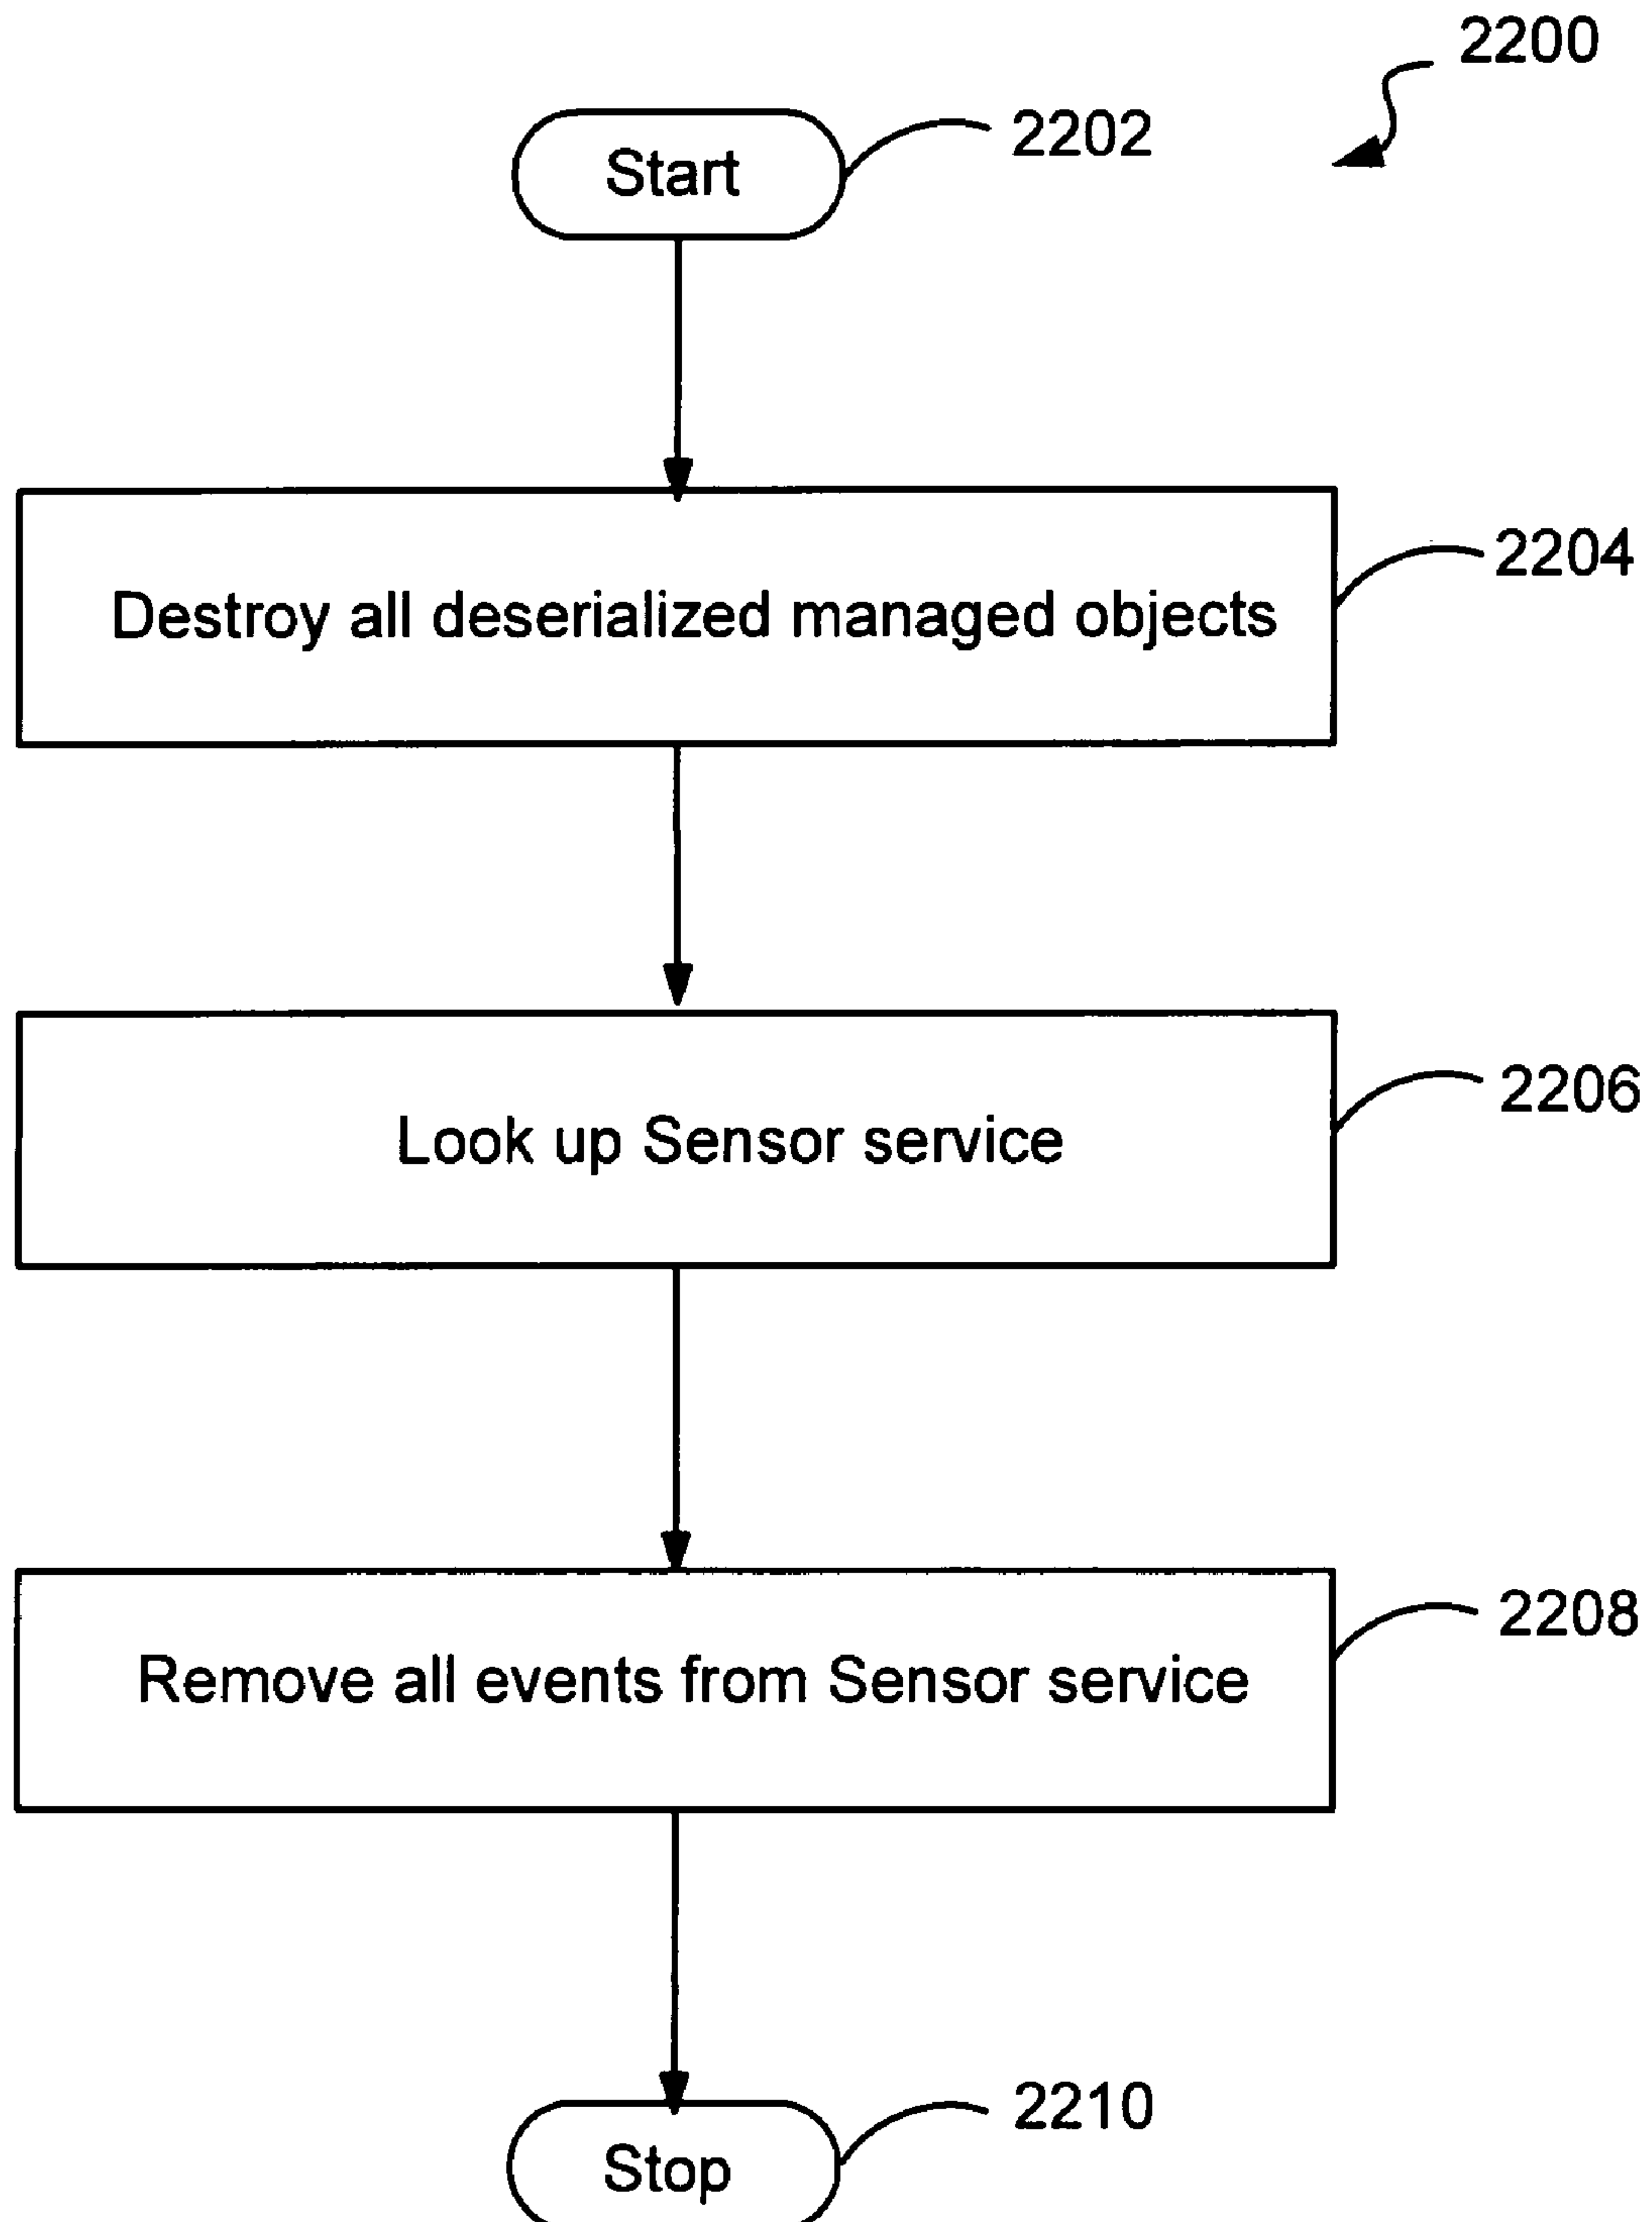 2200
2202
Start
2204
Destroy all deserialized managed objects
2206
Look up Sensor service
2208
Remove all events from Sensor service
2210
Stop